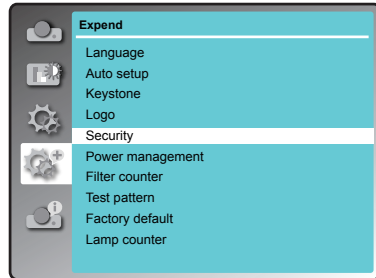 Expend
Language
Auto setup
Keystone
Logo
Security
Power management
Filter counter
Test pattern
Factory default
Lamp counter